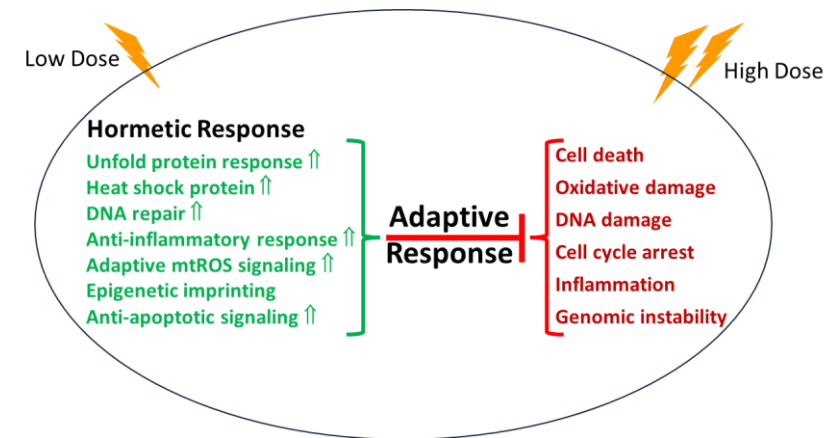 Low Dose
High Dose
Hormetic Response
Unfold protein response ⇑
Heat shock protein ⇑
DNA repair ⇑
Anti-inflammatory response ⇑
Adaptive mtROS signaling ⇑
Epigenetic imprinting
Anti-apoptotic signaling ⇑
Adaptive
Response
Cell death
Oxidative damage
DNA damage
Cell cycle arrest
Inflammation
Genomic instability